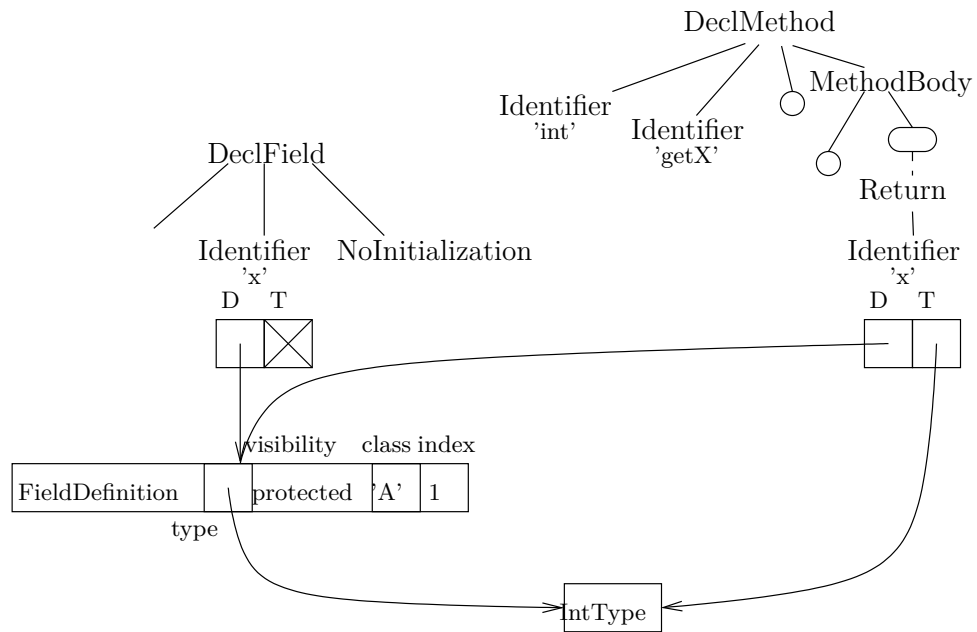 DeclMethod
MethodBody
Identifier
'int'
Identifier
'getX'
DeclField
Return
Identifier
'x'
NoInitialization
Identifier
'x'
D T
D T
visibility class index
FieldDefinition protected 'A' 1
type
IntType